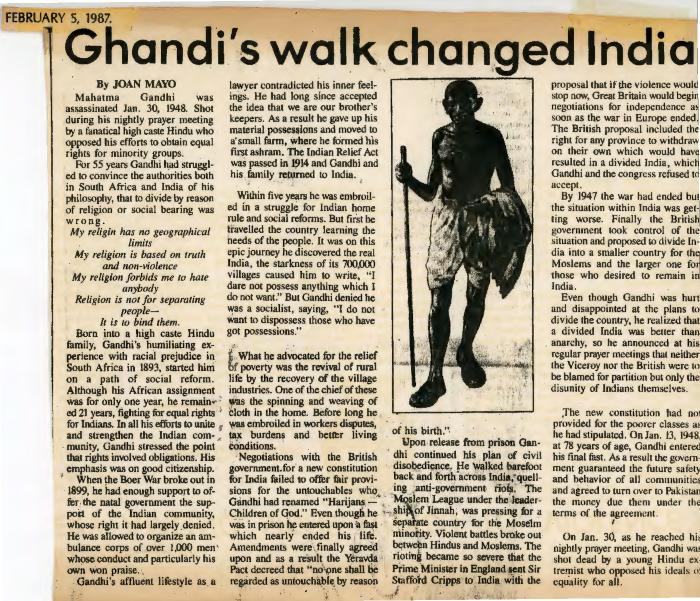 FEBRUARY 5, 1987.
Ghandi's walk changed India
By JOAN MAYO
Mahatma Gandhi was
assassinated Jan. 30, 1948. Shot
during his nightly prayer meeting
by a fanatical high caste Hindu who
opposed his efforts to obtain equal
rights for minority groups.
For 55 years Gandhi had struggl-
ed to convince the authorities both
in South Africa and India of his
philosophy, that to divide by reason
of religion or social bearing was
wrong.
My religin has no geographical
limits
My religion is based on truth
and non-violence
My religion forbids me to hate
anybody
Religion is not for separating
people—
It is to bind them.
Born into a high caste Hindu
family, Gandhi's humiliating ex-
perience with racial prejudice in
South Africa in 1893, started him
on a path of social reform.
Although his African assignment
was for only one year, he remain-
ed 21 years, fighting for equal rights
for Indians. In all his efforts to unite
and strengthen the Indian com-
munity, Gandhi stressed the point
that rights involved obligations. His
emphasis was on good citizenship.
When the Boer War broke out in
1899, he had enough support to of-
fer the natal government the sup-
port of the Indian community,
whose right it had largely denied.
He was allowed to organize an am-
bulance corps of over 1,000 men
whose conduct and particularly his
own won praise.
Gandhi's affluent lifestyle as a
lawyer contradicted his inner feel-
ings. He had long since accepted
the idea that we are our brother's
keepers. As a result he gave up his
material possessions and moved to
a small farm, where he formed his
first ashram. The Indian Relief Act
was passed in 1914 and Gandhi and
his family returned to India.
Within five years he was embroil-
ed in a struggle for Indian home
rule and social reforms. But first he
travelled the country learning the
needs of the people. It was on this
epic journey he discovered the real
India, the starkness of its 700,000
villages caused him to write, "I
dare not possess anything which I
do not want." But Gandhi denied he
was a socialist, saying, "I do not
want to dispossess those who have
got possessions."
What he advocated for the relief
of poverty was the revival of rural
life by the recovery of the village
industries. One of the chief of these
was the spinning and weaving of
cloth in the home. Before long he
was embroiled in workers disputes,
tax burdens and better living
conditions.
Negotiations with the British
government for a new constitution
for India failed to offer fair provi-
sions for the untouchables who
Gandhi had renamed "Harijans —
Children of God." Even though he
was in prison he entered upon a fast
which nearly ended his life.
Amendments were finally agreed
upon and as a result the Yeravda
Pact decreed that "no one shall be
regarded as untouchable by reason
of his birth."
Upon release from prison Gan-
dhi continued his plan of civil
disobedience. He walked barefoot
back and forth across India, quell-
ing anti-government riots. The
Moslem League under the leader-
ship of Jinnah, was pressing for a
separate country for the Moselm
minority. Violent battles broke out
between Hindus and Moslems. The
rioting became so severe that the
Prime Minister in England sent Sir
Stafford Cripps to India with the
proposal that if the violence would
stop now, Great Britain would begin
negotiations for independence as
soon as the war in Europe ended.
The British proposal included the
right for any province to withdraw
on their own which would have
resulted in a divided India, which
Gandhi and the congress refused to
accept.
By 1947 the war had ended but
the situation within India was get-
ting worse. Finally the British
government took control of the
situation and proposed to divide In-
dia into a smaller country for the
Moslems and the larger one for
those who desired to remain in
India.
Even though Gandhi was hurt
and disappointed at the plans to
divide the country, he realized that
a divided India was better than
anarchy, so he announced at his
regular prayer meetings that neither
the Viceroy nor the British were to
be blamed for partition but only the
disunity of Indians themselves.
The new constitution had not
provided for the poorer classes as
he had stipulated. On Jan. 13, 1948,
at 78 years of age, Gandhi entered
his final fast. As a result the govern-
ment guaranteed the future safety
and behavior of all communities
and agreed to turn over to Pakistan
the money due them under the
terms of the agreement.
On Jan. 30, as he reached his
nightly prayer meeting, Gandhi was
shot dead by a young Hindu ex-
tremist who opposed his ideals of
equality for all.